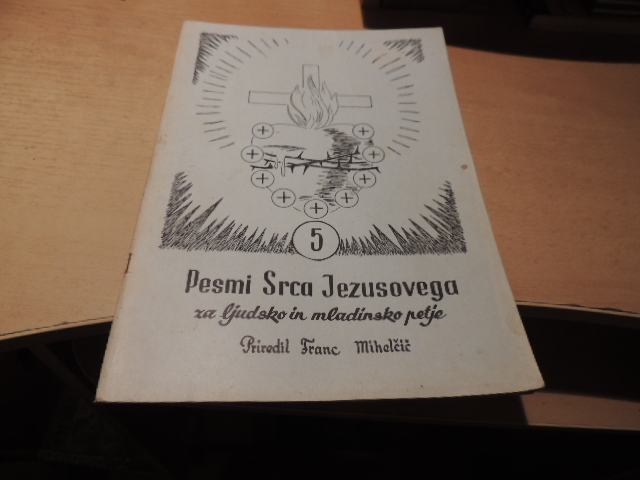 5
Pesmi Srca Jezusovega
za ljudsko in mladinsko petje
Priredil Franc Mihelčič